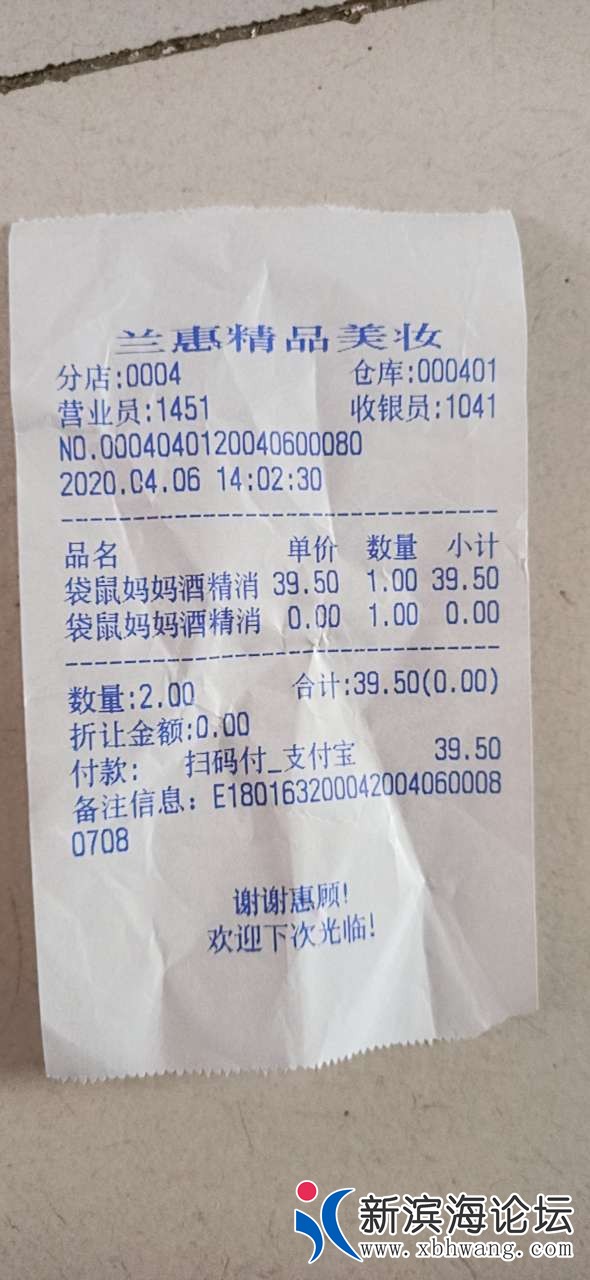 兰惠精品美妆
分店:0004 仓库:000401
营业员:1451 收银员:1041
NO.0004040120040600080
2020.04.06 14:02:30
品名 单价 数量 小计
袋鼠妈妈酒精消 39.50 1.00 39.50
袋鼠妈妈酒精消 0.00 1.00 0.00
数量:2.00 合计:39.50(0.00)
折让金额:0.00
付款: 扫码付_支付宝 39.50
备注信息: E1801632000420040600080
0708
谢谢惠顾!
欢迎下次光临!
新滨海论坛
www.xbhwang.com